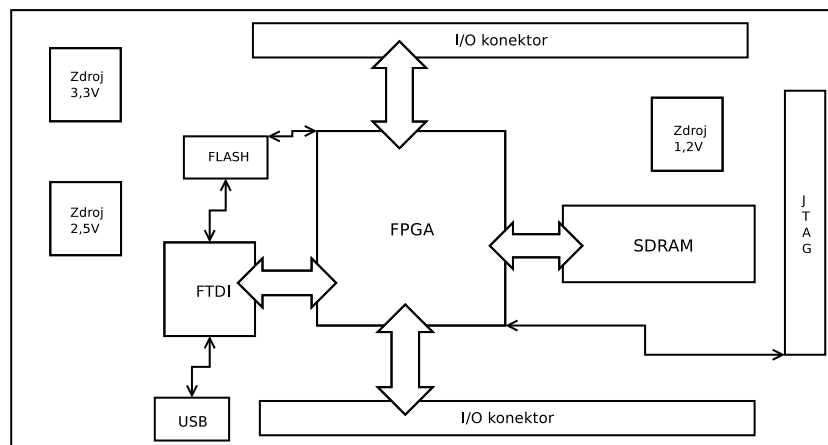 I/O konektor
Zdroj
3,3V
Zdroj
1,2V
FLASH
Zdroj
2,5V
FPGA
SDRAM
J
T
A
G
FTDI
USB
I/O konektor